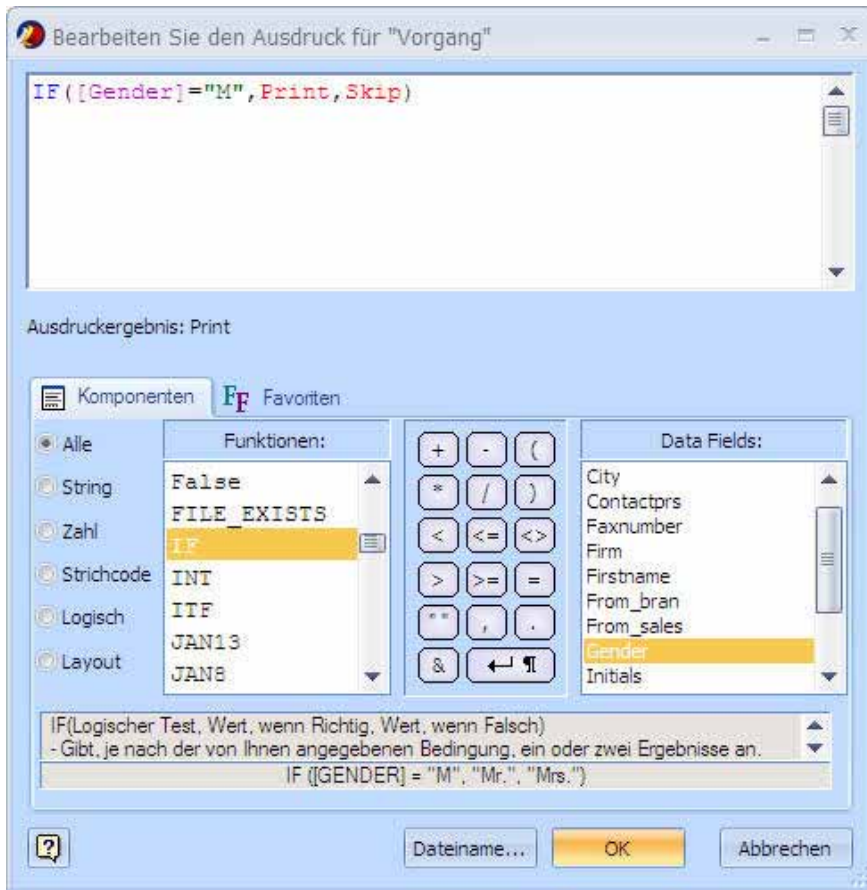 Bearbeiten Sie den Ausdruck für "Vorgang"
IF([Gender]="M",Print,Skip)
Ausdruckergebnis: Print
Komponenten
FF Favoriten
Alle
String
Zahl
Strichcode
Logisch
Layout
Funktionen:
False
FILE_EXISTS
IF
INT
ITF
JAN13
JAN8
+ - (
* / )
< <= <>
> >= =
"" , .
& ↵ ¶
Data Fields:
City
Contactprs
Faxnumber
Firm
Firstname
From_bran
From_sales
Gender
Initials
IF(Logischer Test, Wert, wenn Richtig, Wert, wenn Falsch)
- Gibt, je nach der von Ihnen angegebenen Bedingung, ein oder zwei Ergebnisse an.
IF ([GENDER] = "M", "Mr.", "Mrs.")
?
Dateiname...
OK
Abbrechen